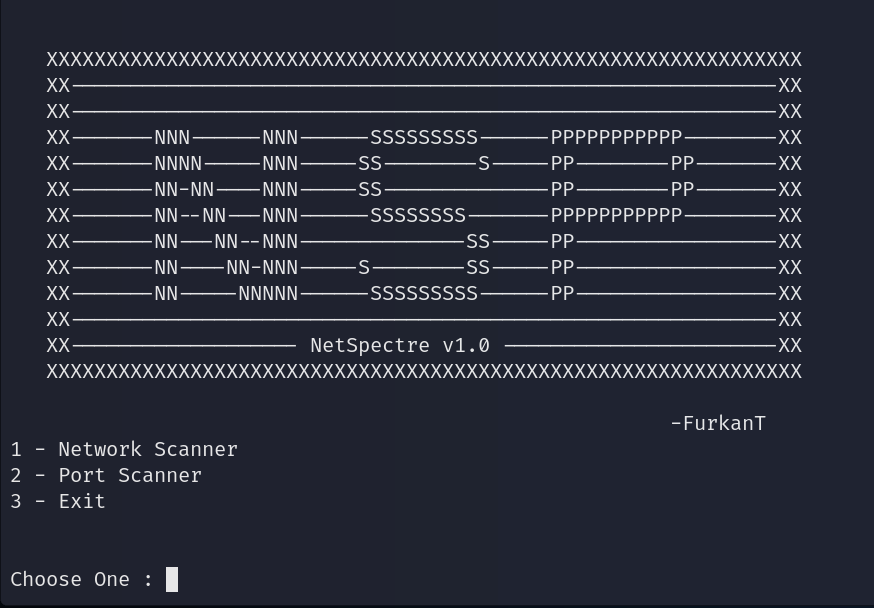 XXXXXXXXXXXXXXXXXXXXXXXXXXXXXXXXXXXXXXXXXXXXXXXXXXXXXXXXXXXXXXX
XX-----------------------------------------------------------XX
XX-----------------------------------------------------------XX
XX-------NNN------NNN------SSSSSSSSS------PPPPPPPPPPP--------XX
XX-------NNNN-----NNN-----SS--------S-----PP--------PP-------XX
XX-------NN-NN----NNN-----SS--------------PP--------PP-------XX
XX-------NN--NN---NNN------SSSSSSSS-------PPPPPPPPPPP--------XX
XX-------NN---NN--NNN--------------SS-----PP-----------------XX
XX-------NN----NN-NNN-----S--------SS-----PP-----------------XX
XX-------NN-----NNNNN------SSSSSSSSS------PP-----------------XX
XX-----------------------------------------------------------XX
XX------------------- NetSpectre v1.0 -----------------------XX
XXXXXXXXXXXXXXXXXXXXXXXXXXXXXXXXXXXXXXXXXXXXXXXXXXXXXXXXXXXXXXX
-FurkanT
1 - Network Scanner
2 - Port Scanner
3 - Exit
Choose One :